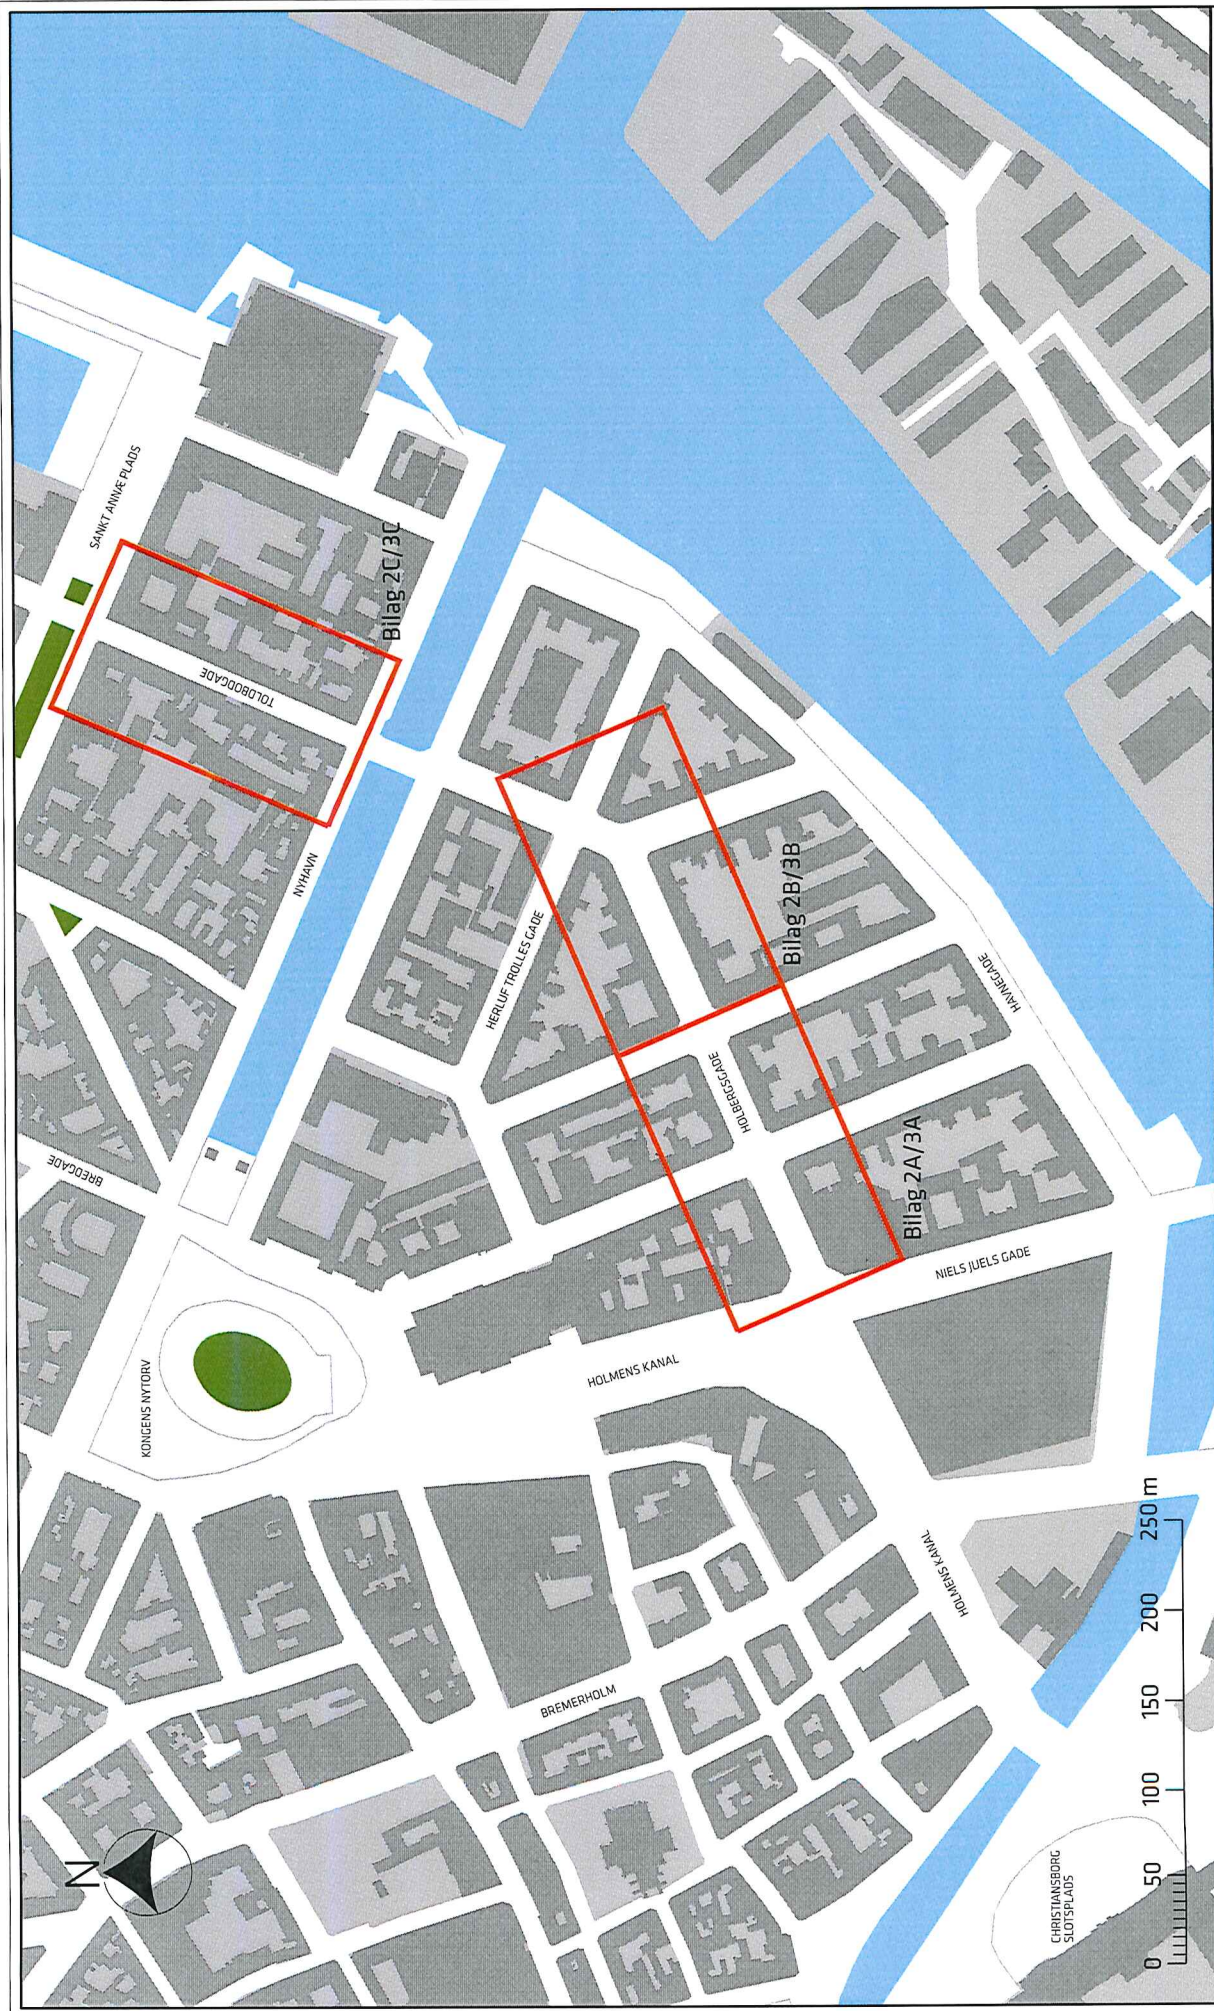 N
SANKT ANNÆ PLADS
Bilag 2C/3C
TOLDBODGADE
NYHAVN
BREDGADE
KONGENS NYTORV
HERLUF TROLLES GADE
Bilag 2B/3B
HAVNEGADE
HOLBERGSGADE
Bilag 2A/3A
NIELS JUELS GADE
HOLMENS KANAL
HOLMENS KANAL
BREMERHOLM
CHRISTIANSBORG
SLOTSPLADS
0 50 100 150 200 250 m